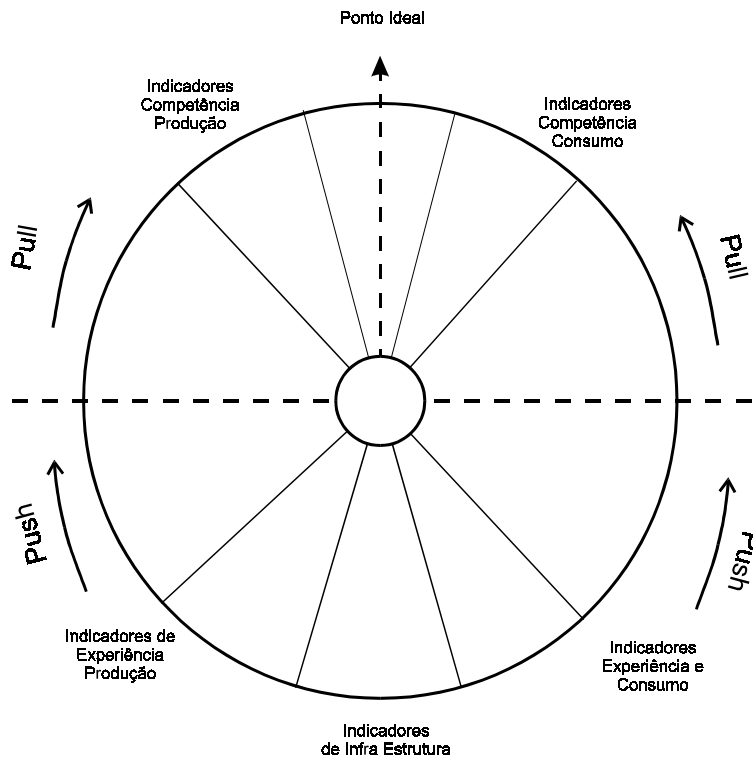 Ponto Ideal
Indicadores
Competência
Produção
Indicadores
Competência
Consumo
Pull
Pull
Push
Push
Indicadores de
Experiência
Produção
Indicadores
Experiência e
Consumo
Indicadores
de Infra Estrutura